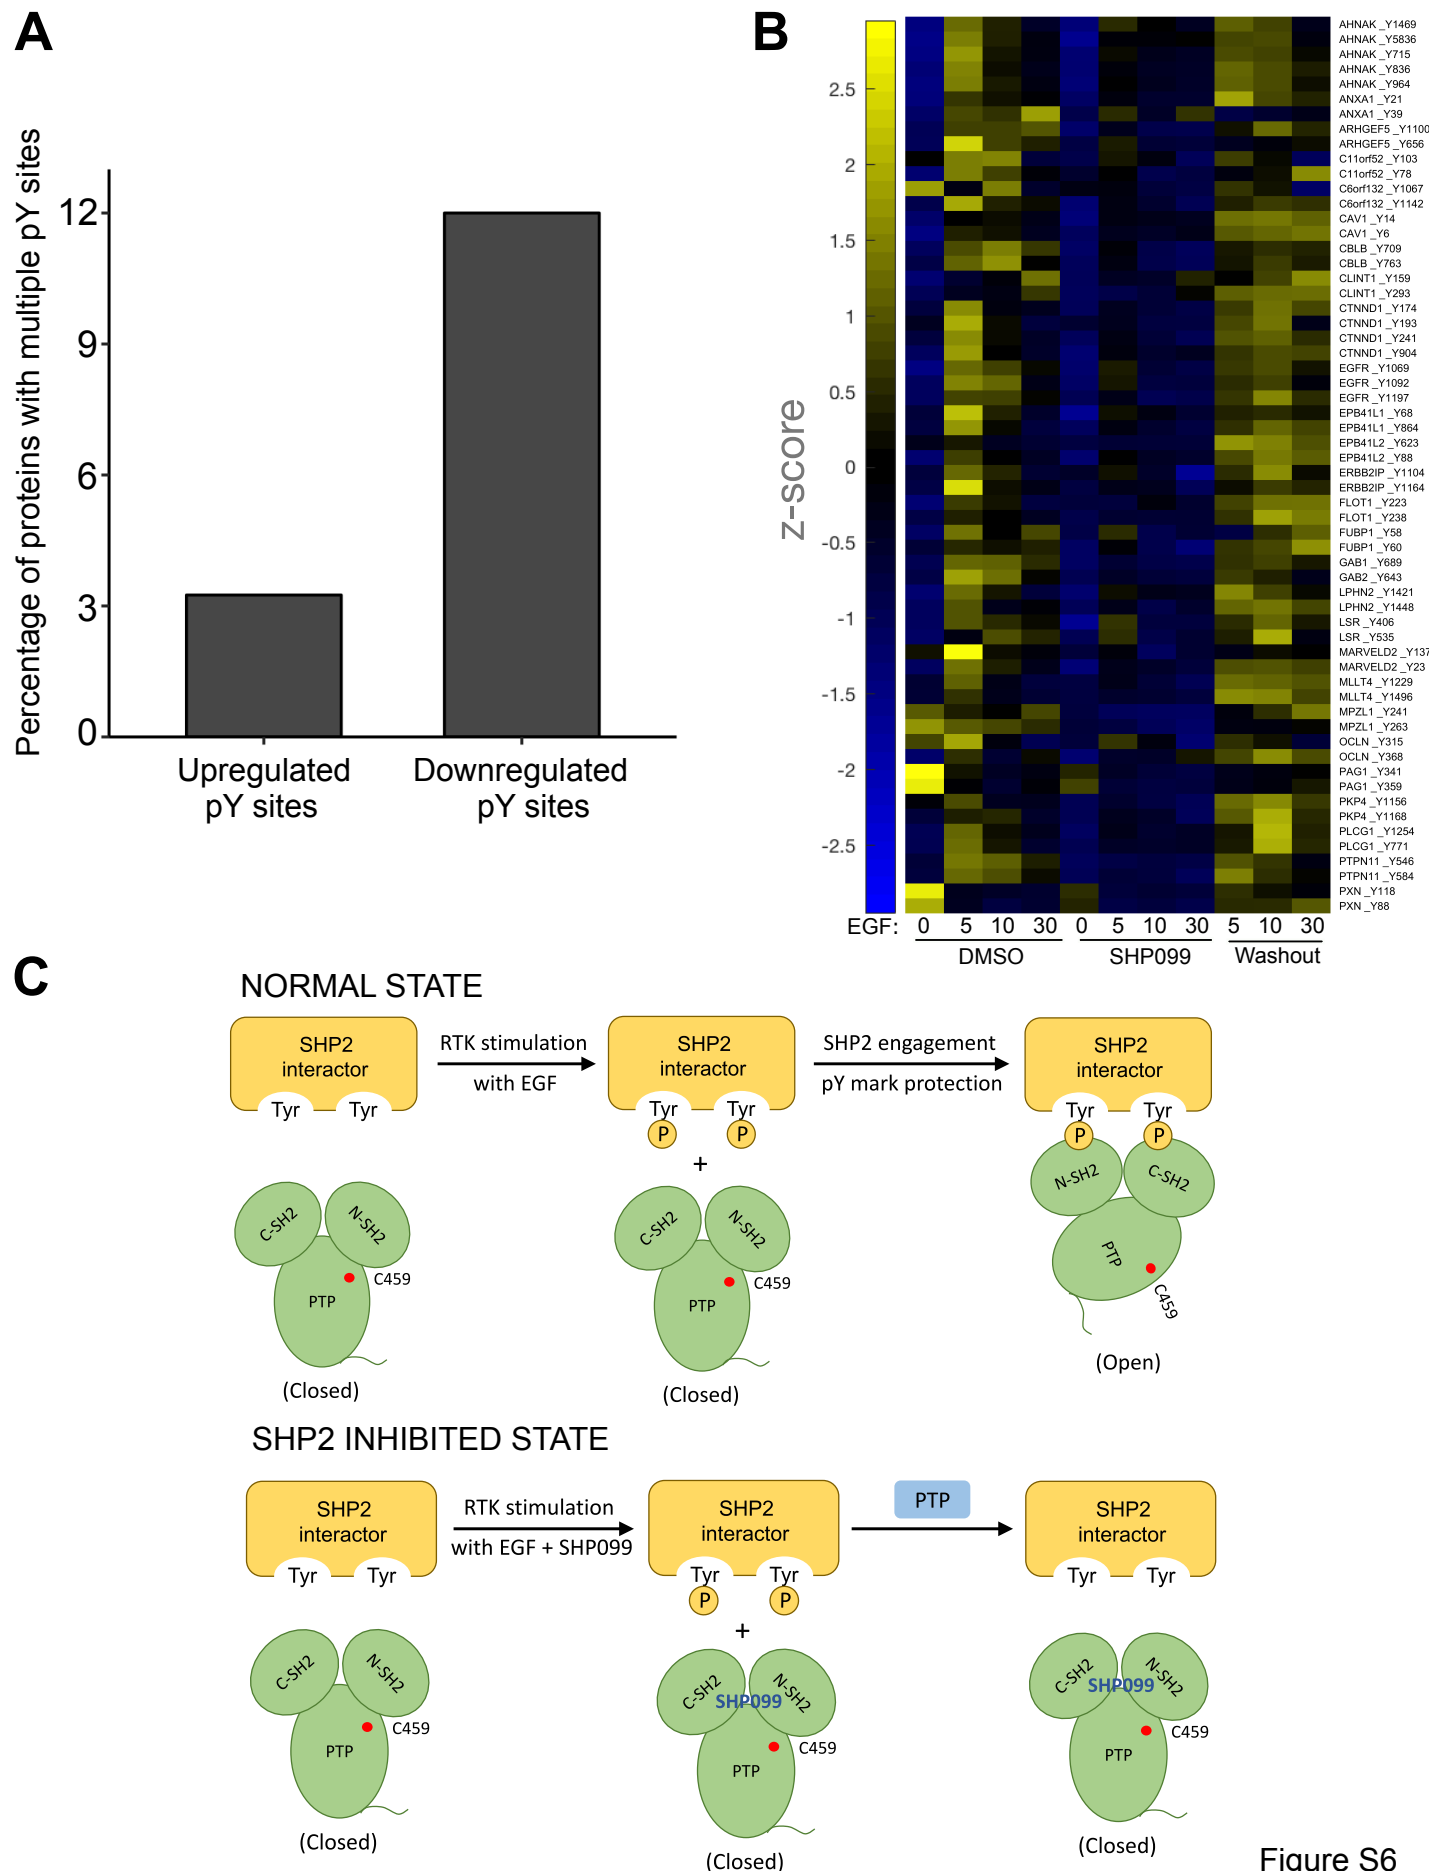 A
Percentage of proteins with multiple pY sites
12
9
6
3
0
Upregulated
pY sites
Downregulated
pY sites
B
z-score
2.5
2
1.5
1
0.5
0
-0.5
-1
-1.5
-2
-2.5
AHNAK _Y1469
AHNAK _Y5836
AHNAK _Y715
AHNAK _Y836
AHNAK _Y964
ANXA1 _Y21
ANXA1 _Y39
ARHGEF5 _Y1100
ARHGEF5 _Y656
C11orf52 _Y103
C11orf52 _Y78
C6orf132 _Y1067
C6orf132 _Y1142
CAV1 _Y14
CAV1 _Y6
CBLB _Y709
CBLB _Y763
CLINT1 _Y159
CLINT1 _Y293
CTNND1 _Y174
CTNND1 _Y193
CTNND1 _Y241
CTNND1 _Y904
EGFR _Y1069
EGFR _Y1092
EGFR _Y1197
EPB41L1 _Y68
EPB41L1 _Y864
EPB41L2 _Y623
EPB41L2 _Y88
ERBB2IP _Y1104
ERBB2IP _Y1164
FLOT1 _Y223
FLOT1 _Y238
FUBP1 _Y58
FUBP1 _Y60
GAB1 _Y689
GAB2 _Y643
LPHN2 _Y1421
LPHN2 _Y1448
LSR _Y406
LSR _Y535
MARVELD2 _Y137
MARVELD2 _Y23
MLLT4 _Y1229
MLLT4 _Y1496
MPZL1 _Y241
MPZL1 _Y263
OCLN _Y315
OCLN _Y368
PAG1 _Y341
PAG1 _Y359
PKP4 _Y1156
PKP4 _Y1168
PLCG1 _Y1254
PLCG1 _Y771
PTPN11 _Y546
PTPN11 _Y584
PXN _Y118
PXN _Y88
EGF: 0 5 10 30 0 5 10 30 5 10 30
DMSO SHP099 Washout
C
NORMAL STATE
SHP2
interactor
Tyr Tyr
RTK stimulation
with EGF
SHP2
interactor
Tyr Tyr
P P
+
SHP2 engagement
pY mark protection
SHP2
interactor
Tyr Tyr
P P
C-SH2 N-SH2
C459
PTP
(Closed)
C-SH2 N-SH2
C459
PTP
(Closed)
N-SH2 C-SH2
PTP
C459
(Open)
SHP2 INHIBITED STATE
SHP2
interactor
Tyr Tyr
RTK stimulation
with EGF + SHP099
SHP2
interactor
Tyr Tyr
P P
+
PTP
SHP2
interactor
Tyr Tyr
C-SH2 N-SH2
C459
PTP
(Closed)
C-SH2 N-SH2
SHP099
C459
PTP
(Closed)
C-SH2 N-SH2
SHP099
C459
PTP
(Closed)
Figure S6